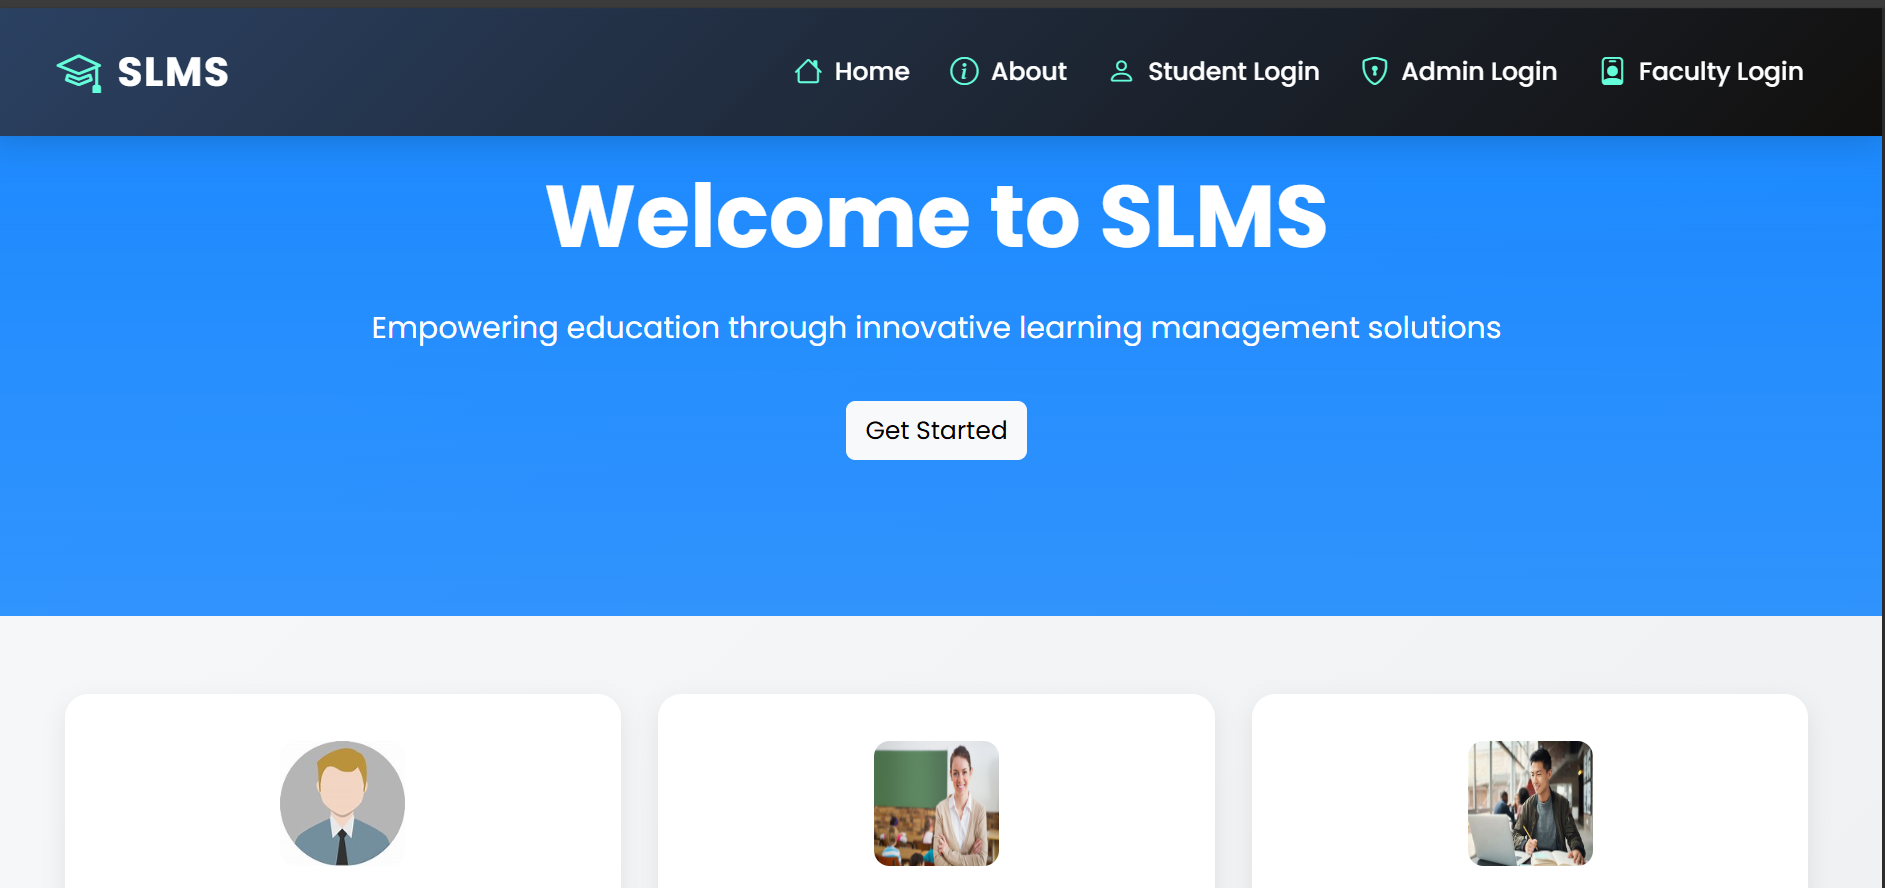 SLMS
Home
About
Student Login
Admin Login
Faculty Login
Welcome to SLMS
Empowering education through innovative learning management solutions
Get Started